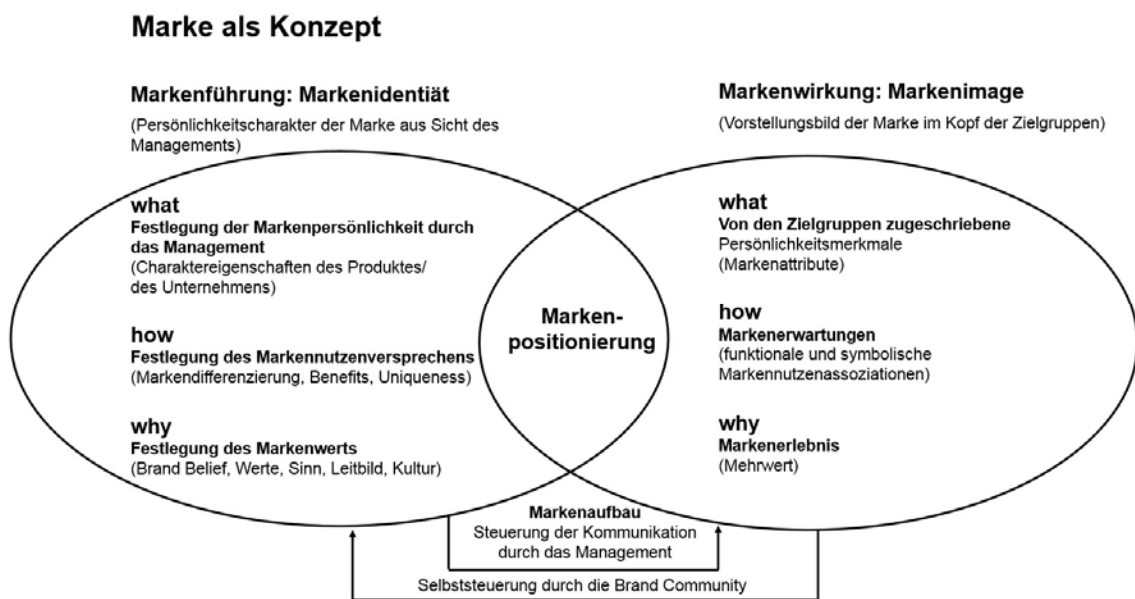 Marke als Konzept
Markenführung: Markenidentiät
(Persönlichkeitscharakter der Marke aus Sicht des
Managements)
what
Festlegung der Markenpersönlichkeit durch
das Management
(Charaktereigenschaften des Produktes/
des Unternehmens)
how
Festlegung des Markennutzenversprechens
(Markendifferenzierung, Benefits, Uniqueness)
why
Festlegung des Markenwerts
(Brand Belief, Werte, Sinn, Leitbild, Kultur)
Marken-
positionierung
Markenwirkung: Markenimage
(Vorstellungsbild der Marke im Kopf der Zielgruppen)
what
Von den Zielgruppen zugeschriebene
Persönlichkeitsmerkmale
(Markenattribute)
how
Markenerwartungen
(funktionale und symbolische
Markennutzenassoziationen)
why
Markenerlebnis
(Mehrwert)
Markenaufbau
Steuerung der Kommunikation
durch das Management
Selbststeuerung durch die Brand Community